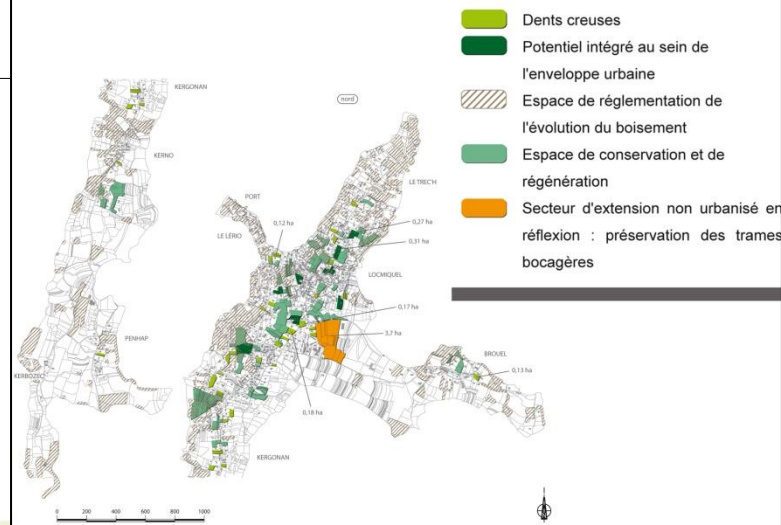 Dents creuses
Potentiel intégré au sein de
l'enveloppe urbaine
Espace de réglementation de
l'évolution du boisement
Espace de conservation et de
régénération
Secteur d'extension non urbanisé en
réflexion : préservation des trames
bocagères
KERGONAN
nord
KERNO
LE TREC'H
PORT
0,12 ha
0,27 ha
LE LÉRIO
0,31 ha
LOCMIQUEL
0,17 ha
3,7 ha
PENHAP
BROUEL
0,13 ha
0,18 ha
KERGONAN
0 200 400 600 800 1000